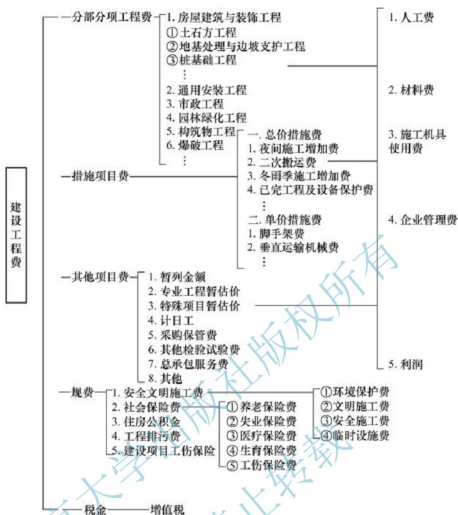 建设工程费
分部分项工程费
1. 房屋建筑与装饰工程
①土石方工程
②地基处理与边坡支护工程
③桩基础工程
⋮
2. 通用安装工程
3. 市政工程
4. 园林绿化工程
5. 构筑物工程
6. 爆破工程
⋮
措施项目费
一. 总价措施费
1. 夜间施工增加费
2. 二次搬运费
3. 冬雨季施工增加费
4. 已完工程及设备保护费
⋮
二. 单价措施费
1. 脚手架费
2. 垂直运输机械费
⋮
其他项目费
1. 暂列金额
2. 专业工程暂估价
3. 特殊项目暂估价
4. 计日工
5. 采购保管费
6. 其他检验试验费
7. 总承包服务费
8. 其他
1. 人工费
2. 材料费
3. 施工机具
使用费
4. 企业管理费
5. 利润
规费
1. 安全文明施工费
2. 社会保险费
3. 住房公积金
4. 工程排污费
5. 建设项目工伤保险
①养老保险费
②失业保险费
③医疗保险费
④生育保险费
⑤工伤保险费
①环境保护费
②文明施工费
③安全施工费
④临时设施费
税金
增值税
大学出版社版权所有
禁止转载